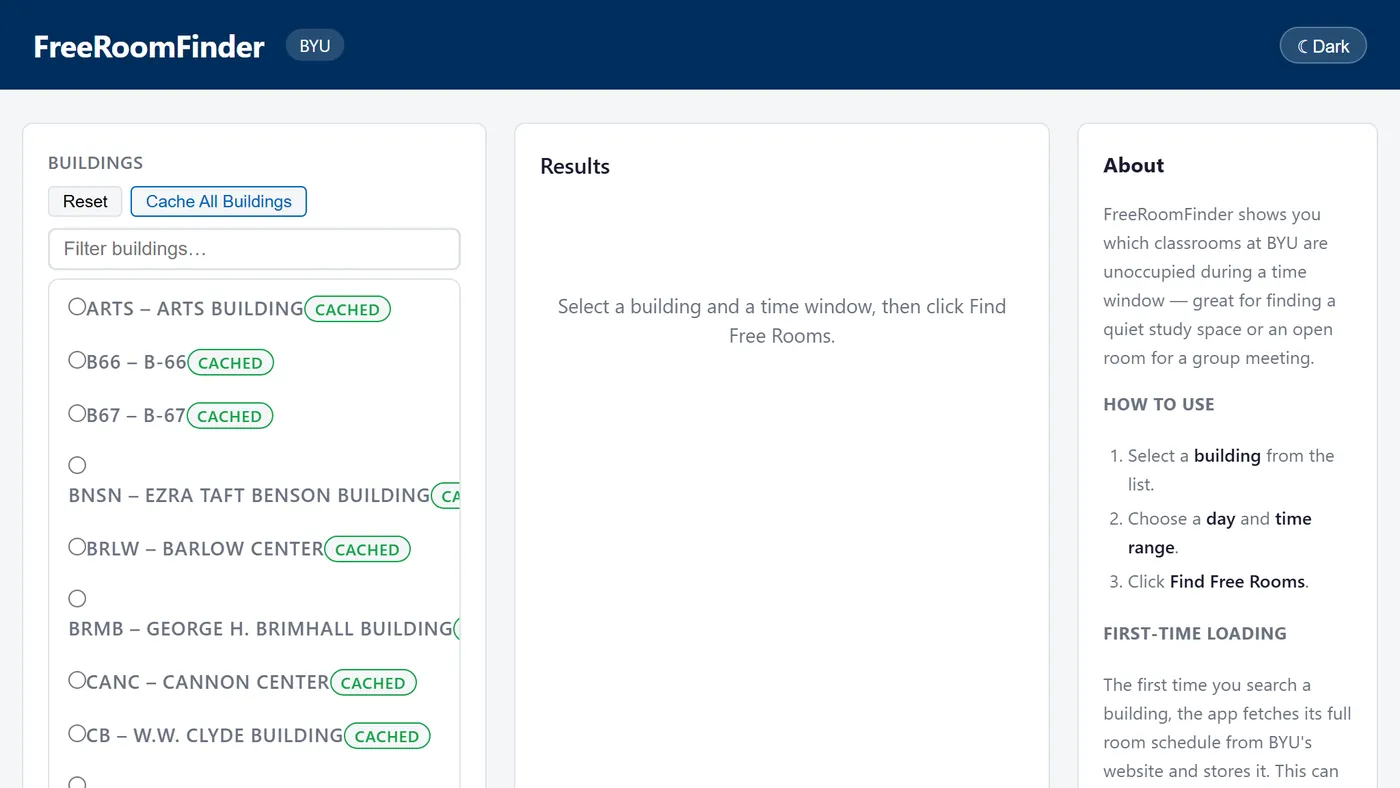 FreeRoomFinder
BYU
☾ Dark
BUILDINGS
Reset
Cache All Buildings
Filter buildings…
ARTS – ARTS BUILDING CACHED
B66 – B-66 CACHED
B67 – B-67 CACHED
BNSN – EZRA TAFT BENSON BUILDING CA
BRLW – BARLOW CENTER CACHED
BRMB – GEORGE H. BRIMHALL BUILDING
CANC – CANNON CENTER CACHED
CB – W.W. CLYDE BUILDING CACHED
Results
Select a building and a time window, then click Find
Free Rooms.
About
FreeRoomFinder shows you
which classrooms at BYU are
unoccupied during a time
window — great for finding a
quiet study space or an open
room for a group meeting.
HOW TO USE
1. Select a building from the
list.
2. Choose a day and time
range.
3. Click Find Free Rooms.
FIRST-TIME LOADING
The first time you search a
building, the app fetches its full
room schedule from BYU's
website and stores it. This can